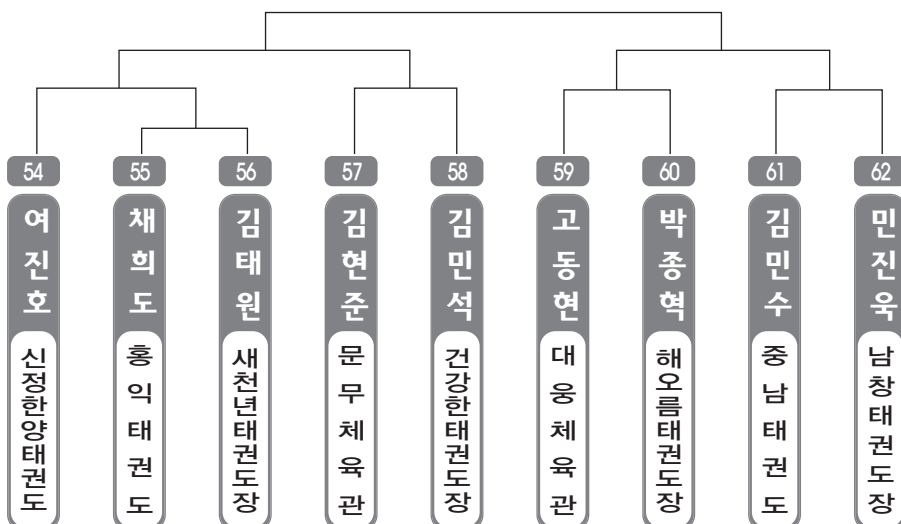 54
여진호
신정한양태권도
55
채희도
홍익태권도
56
김태원
새천년태권도장
57
김현준
문무체육관
58
김민석
건강한태권도장
59
고동현
대웅체육관
60
박종혁
해오름태권도장
61
김민수
중남태권도
62
민진욱
남창태권도장